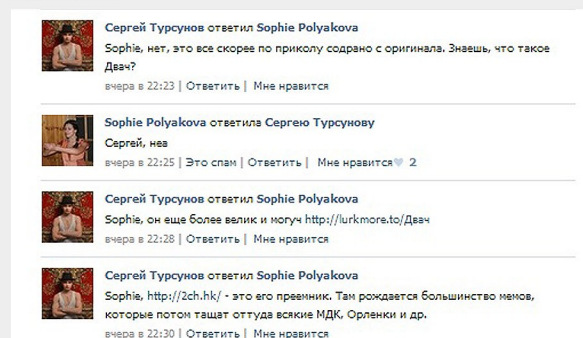 Сергей Турсунов ответил Sophie Polyakova
Sophie, нет, это все скорее по приколу содрано с оригинала. Знаешь, что такое
Двач?
вчера в 22:23 | Ответить | Мне нравится
Sophie Polyakova ответила Сергею Турсунову
Сергей, неа
вчера в 22:25 | Это спам | Ответить | Мне нравится 2
Сергей Турсунов ответил Sophie Polyakova
Sophie, он еще более велик и могуч http://lurkmore.to/Двач
вчера в 22:28 | Ответить | Мне нравится
Сергей Турсунов ответил Sophie Polyakova
Sophie, http://2ch.hk/ - это его преемник. Там рождается большинство мемов,
которые потом тащат оттуда всякие МДК, Орленки и др.
вчера в 22:30 | Ответить | Мне нравится